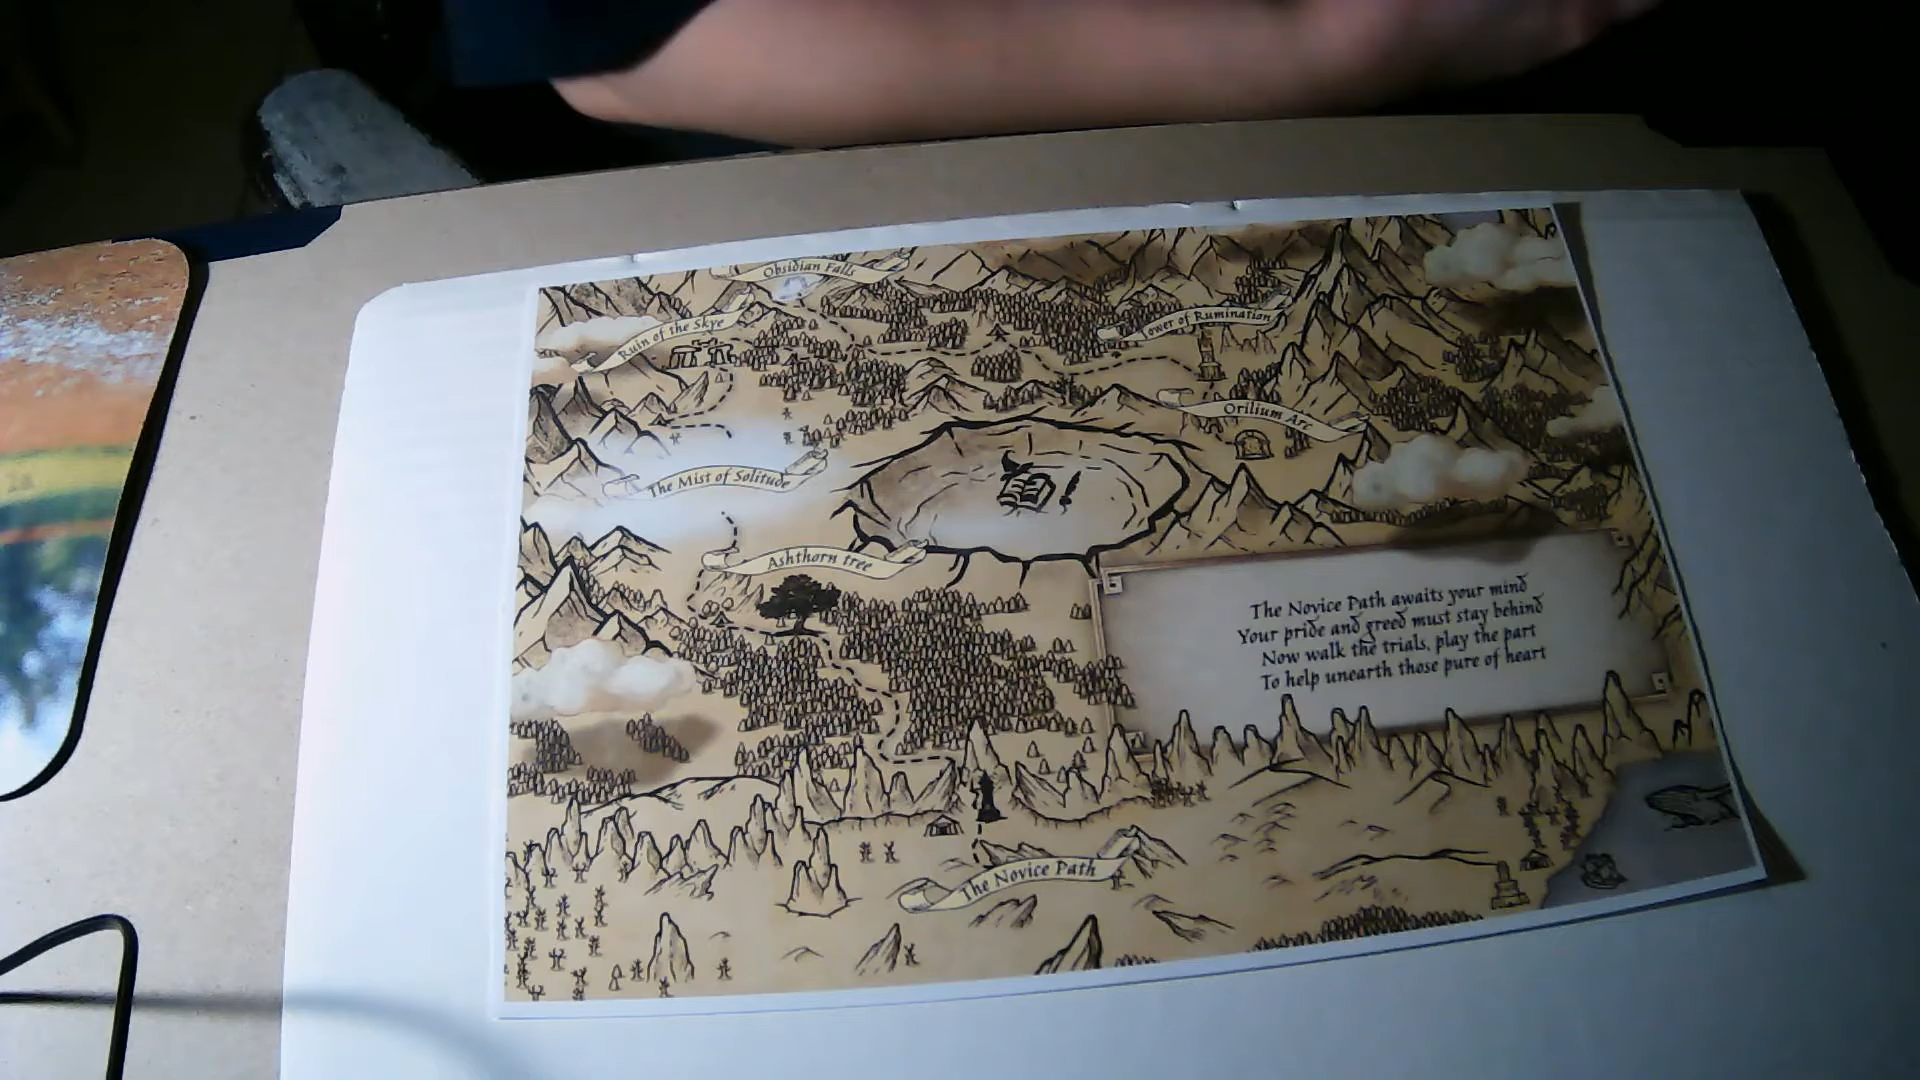 Obsidian Falls
Ruin of the Skye
Tower of Rumination
Orilium Arc
The Mist of Solitude
Ashthorn tree
The Novice Path awaits your mind
Your pride and greed must stay behind
Now walk the trials, play the part
To help unearth those pure of heart
The Novice Path